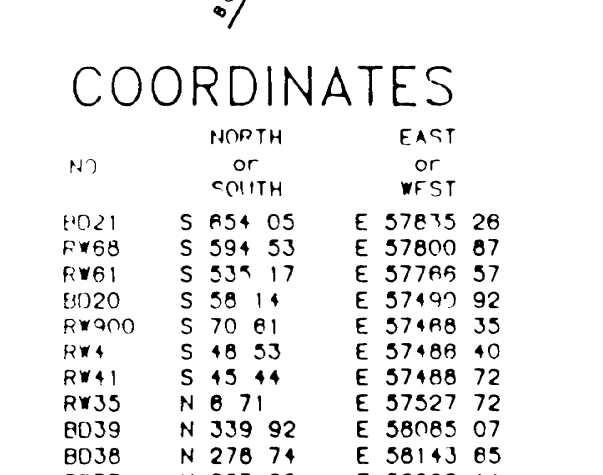 COORDINATES
NORTH EAST
NO or or
SOUTH WEST
BD21 S 654 05 E 57835 26
RW68 S 594 53 E 57800 87
RW61 S 535 17 E 57766 57
BD20 S 58 14 E 57490 92
RW900 S 70 61 E 57468 35
RW4 S 48 53 E 57486 40
RW41 S 45 44 E 57488 72
RW35 N 6 71 E 57527 72
BD39 N 339 92 E 58085 07
BD38 N 278 74 E 58143 65